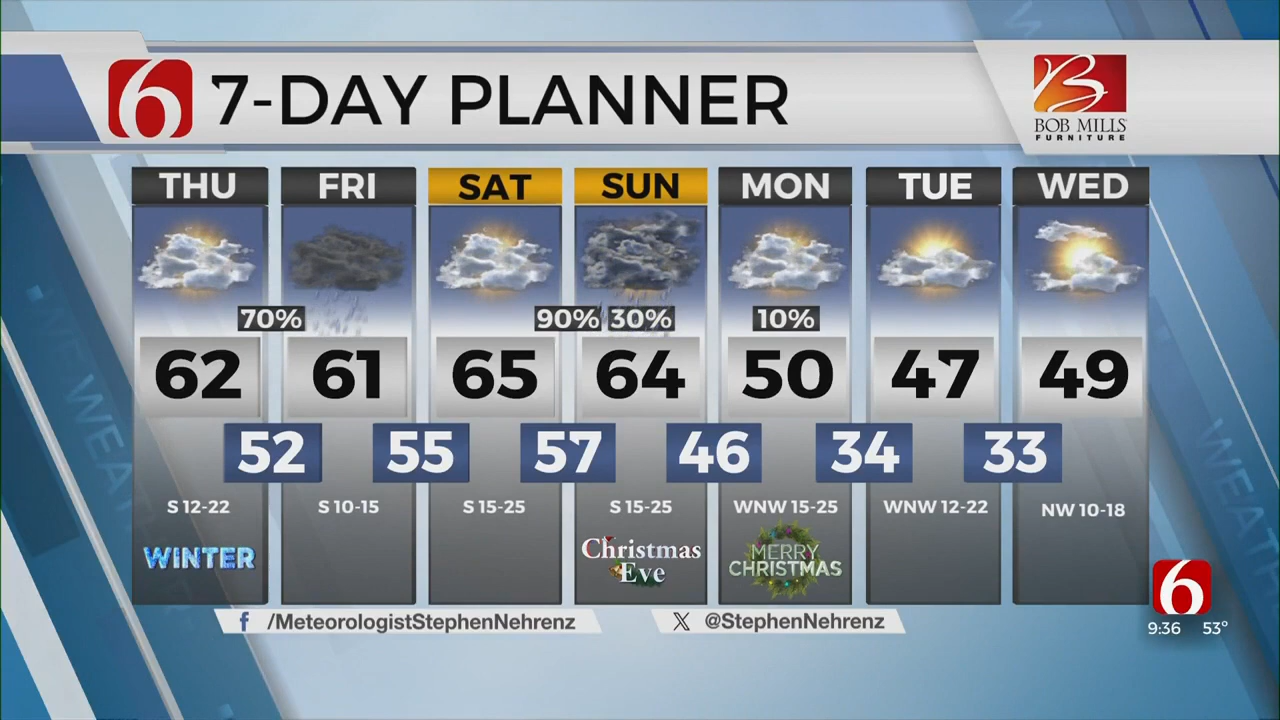 6 7-DAY PLANNER
B
BOB MILLS
FURNITURE
THU FRI SAT SUN MON TUE WED
70% 90% 30% 10%
62 61 65 64 50 47 49
52 55 57 46 34 33
S 12-22 S 10-15 S 15-25 S 15-25 WNW 15-25 WNW 12-22 NW 10-18
WINTER
Christmas
Eve
MERRY
CHRISTMAS
f /MeteorologistStephenNehrenz X @StephenNehrenz
6
9:36 53°
WEATHER